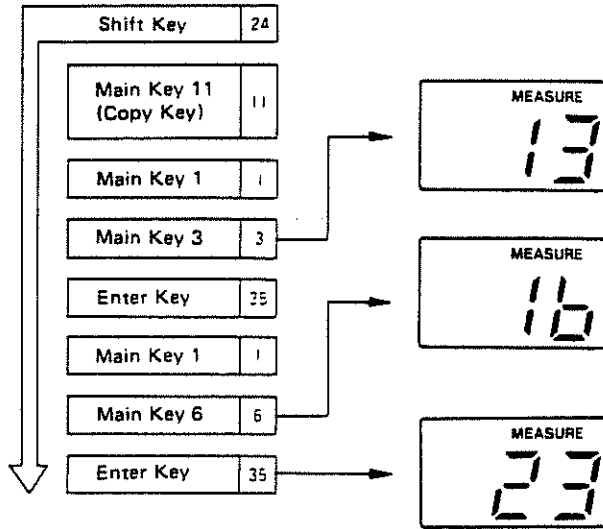 Shift Key 24
Main Key 11
(Copy Key) 11
Main Key 1 1
Main Key 3 3
Enter Key 35
Main Key 1 1
Main Key 6 6
Enter Key 35
MEASURE
13
MEASURE
16
MEASURE
23